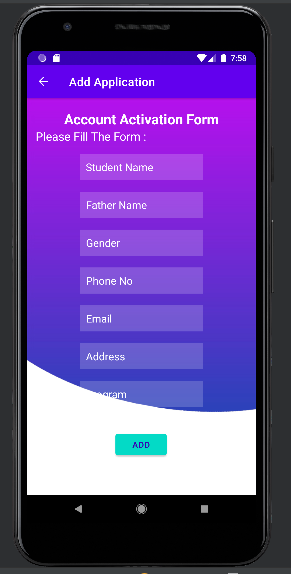 7:58
Add Application
Account Activation Form
Please Fill The Form :
Student Name
Father Name
Gender
Phone No
Email
Address
ADD